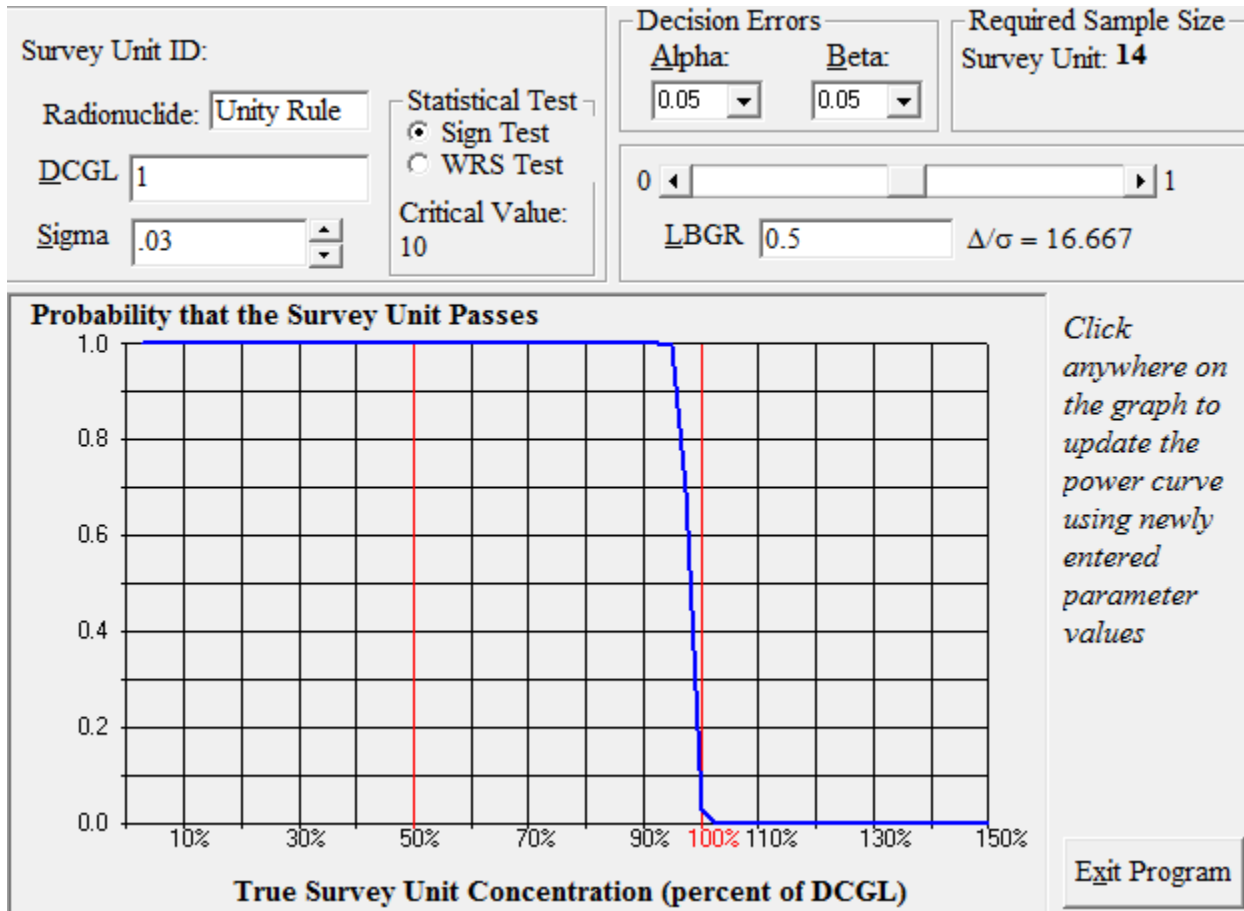 Survey Unit ID:
Radionuclide: Unity Rule
DCGL 1
Sigma .03
Statistical Test
Sign Test
WRS Test
Critical Value:
10
Decision Errors
Alpha: Beta:
0.05 0.05
Required Sample Size
Survey Unit: 14
0 1
LBGR 0.5 Δ/σ = 16.667
Probability that the Survey Unit Passes
1.0
0.8
0.6
0.4
0.2
0.0
10% 30% 50% 70% 90% 100% 110% 130% 150%
True Survey Unit Concentration (percent of DCGL)
Click
anywhere on
the graph to
update the
power curve
using newly
entered
parameter
values
Exit Program